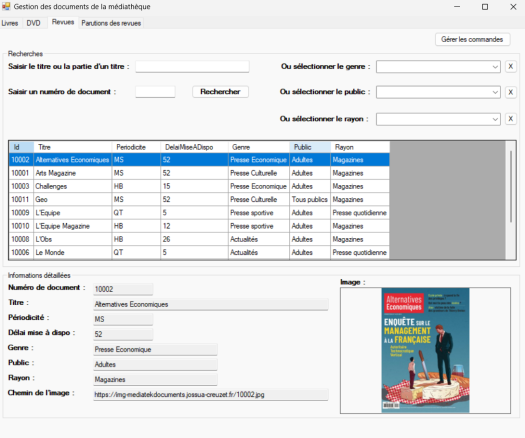 Gestion des documents de la médiathèque
Livres DVD Revues Parutions des revues
Gérer les commandes
Recherches
Saisir le titre ou la partie d'un titre :
Ou sélectionner le genre : X
Saisir un numéro de document : Rechercher
Ou sélectionner le public : X
Ou sélectionner le rayon : X
Id Titre Periodicite DelaiMiseADispo Genre Public Rayon
10002 Alternatives Economiques MS 52 Presse Economique Adultes Magazines
10001 Arts Magazine MS 52 Presse Culturelle Adultes Magazines
10003 Challenges HB 15 Presse Economique Adultes Magazines
10011 Geo MS 52 Presse Culturelle Tous publics Magazines
10009 L'Equipe QT 5 Presse sportive Adultes Presse quotidienne
10010 L'Equipe Magazine HB 12 Presse sportive Adultes Magazines
10008 L'Obs HB 26 Actualités Adultes Magazines
10006 Le Monde QT 5 Actualités Adultes Presse quotidienne
Informations détaillées
Numéro de document : 10002
Titre : Alternatives Economiques
Périodicité : MS
Délai mise à dispo : 52
Genre : Presse Economique
Public : Adultes
Rayon : Magazines
Chemin de l'image : https://img-mediatekdocuments.jossua-creuzet.fr/10002.jpg
Image :
Alternatives
Economiques
ENQUÊTE SUR LE
MANAGEMENT
À LA FRANÇAISE